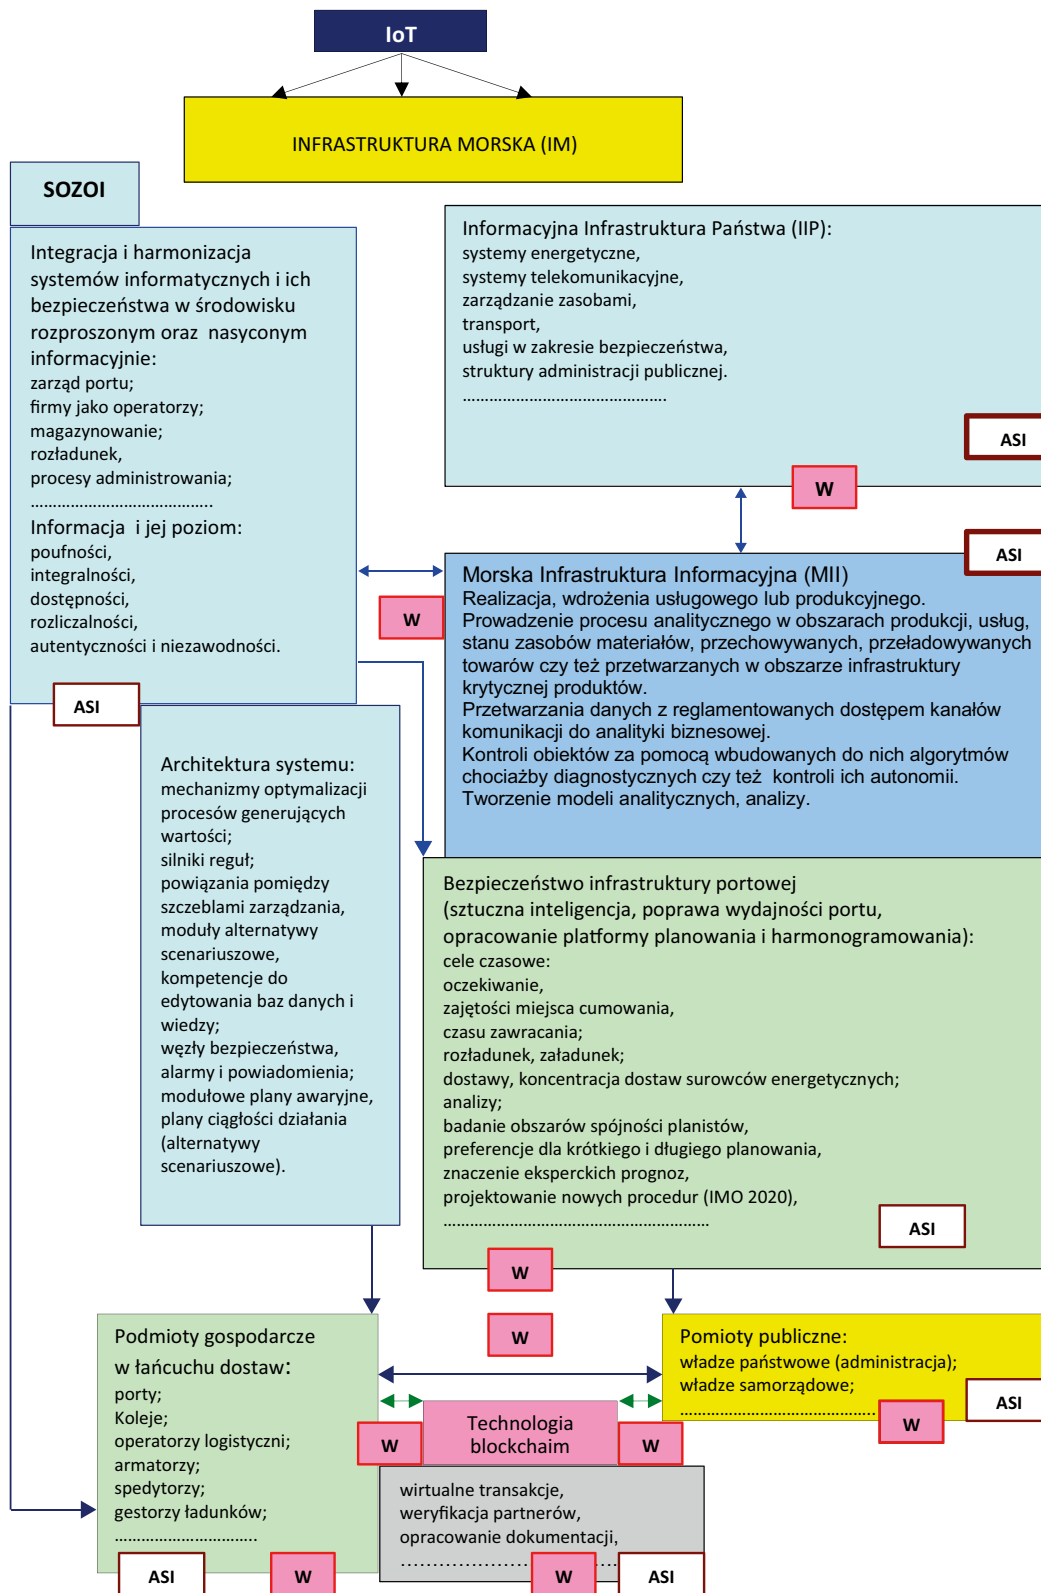 IoT
INFRASTRUKTURA MORSKA (IM)
SOZOI
Integracja i harmonizacja
systemów informatycznych i ich
bezpieczeństwa w środowisku
rozproszonym oraz nasyconym
informacyjnie:
zarząd portu;
firmy jako operatorzy;
magazynowanie;
rozładunek,
procesy administrowania;
..........................................
Informacja i jej poziom:
poufności,
integralności,
dostępności,
rozliczalności,
autentyczności i niezawodności.
ASI
Informacyjna Infrastruktura Państwa (IIP):
systemy energetyczne,
systemy telekomunikacyjne,
zarządzanie zasobami,
transport,
usługi w zakresie bezpieczeństwa,
struktury administracji publicznej.
..............................................
ASI
W
ASI
W
Morska Infrastruktura Informacyjna (MII)
Realizacja, wdrożenia usługowego lub produkcyjnego.
Prowadzenie procesu analitycznego w obszarach produkcji, usług,
stanu zasobów materiałów, przechowywanych, przeładowywanych
towarów czy też przetwarzanych w obszarze infrastruktury
krytycznej produktów.
Przetwarzania danych z reglamentowanych dostępem kanałów
komunikacji do analityki biznesowej.
Kontroli obiektów za pomocą wbudowanych do nich algorytmów
chociażby diagnostycznych czy też kontroli ich autonomii.
Tworzenie modeli analitycznych, analizy.
Architektura systemu:
mechanizmy optymalizacji
procesów generujących
wartości;
silniki reguł;
powiązania pomiędzy
szczeblami zarządzania,
moduły alternatywy
scenariuszowe,
kompetencje do
edytowania baz danych i
wiedzy;
węzły bezpieczeństwa,
alarmy i powiadomienia;
modułowe plany awaryjne,
plany ciągłości działania
(alternatywy
scenariuszowe).
Bezpieczeństwo infrastruktury portowej
(sztuczna inteligencja, poprawa wydajności portu,
opracowanie platformy planowania i harmonogramowania):
cele czasowe:
oczekiwanie,
zajętości miejsca cumowania,
czasu zawracania;
rozładunek, załadunek;
dostawy, koncentracja dostaw surowców energetycznych;
analizy;
badanie obszarów spójności planistów,
preferencje dla krótkiego i długiego planowania,
znaczenie eksperckich prognoz,
projektowanie nowych procedur (IMO 2020),
............................................................
ASI
W
W
Podmioty gospodarcze
w łańcuchu dostaw:
porty;
Koleje;
operatorzy logistyczni;
armatorzy;
spedytorzy;
gestorzy ładunków;
................................
ASI
W
Pomioty publiczne:
władze państwowe (administracja);
władze samorządowe;
............................................
W
ASI
W
Technologia
blockchaim
W
wirtualne transakcje,
weryfikacja partnerów,
opracowanie dokumentacji,
................................
W
ASI